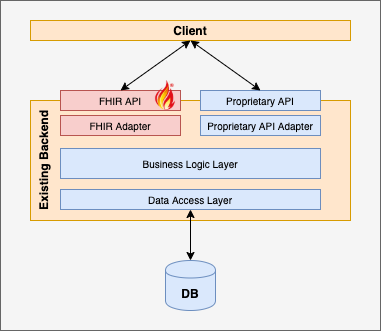 Client
FHIR API
Proprietary API
FHIR Adapter
Proprietary API Adapter
Existing Backend
Business Logic Layer
Data Access Layer
DB